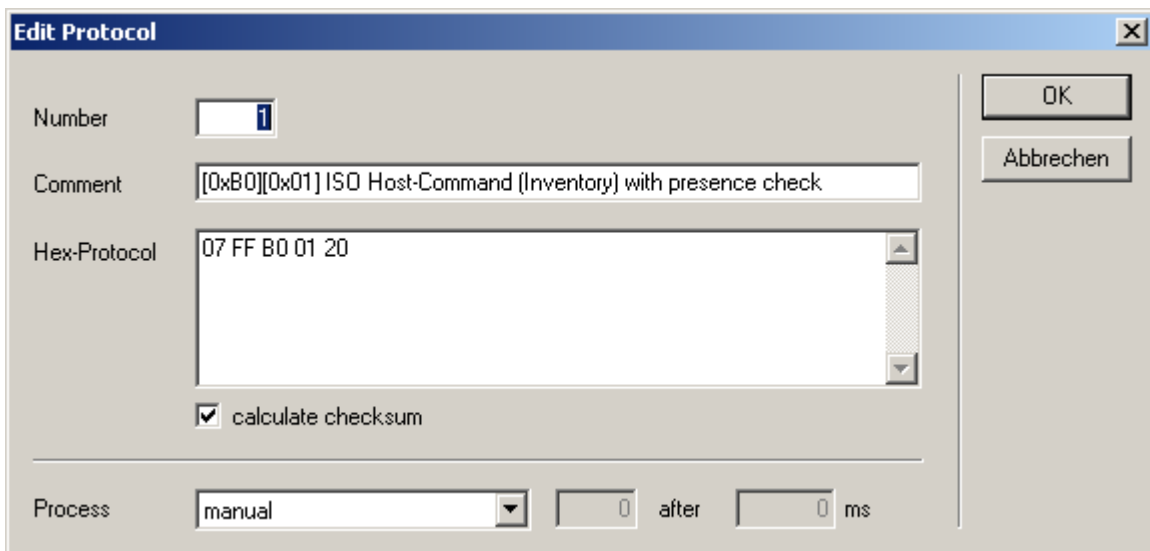 Edit Protocol
Number 1
OK
Comment [0xB0][0x01] ISO Host-Command (Inventory) with presence check
Abbrechen
Hex-Protocol 07 FF B0 01 20
calculate checksum
Process manual 0 after 0 ms